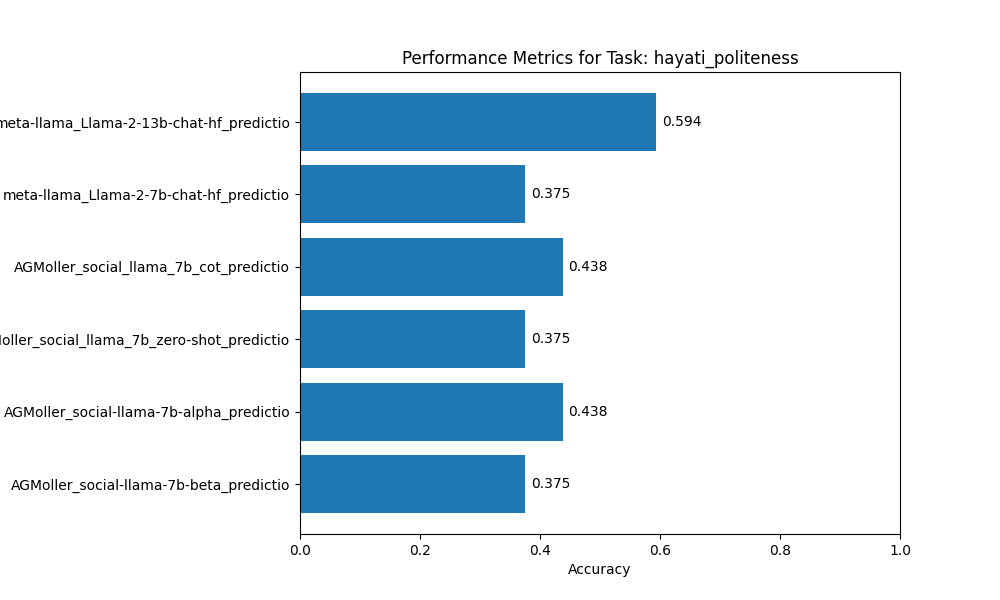 Performance Metrics for Task: hayati_politeness
meta-llama_Llama-2-13b-chat-hf_predictio
0.594
meta-llama_Llama-2-7b-chat-hf_predictio
0.375
AGMoller_social_llama_7b_cot_predictio
0.438
oller_social_llama_7b_zero-shot_predictio
0.375
AGMoller_social-llama-7b-alpha_predictio
0.438
AGMoller_social-llama-7b-beta_predictio
0.375
0.0 0.2 0.4 0.6 0.8 1.0
Accuracy